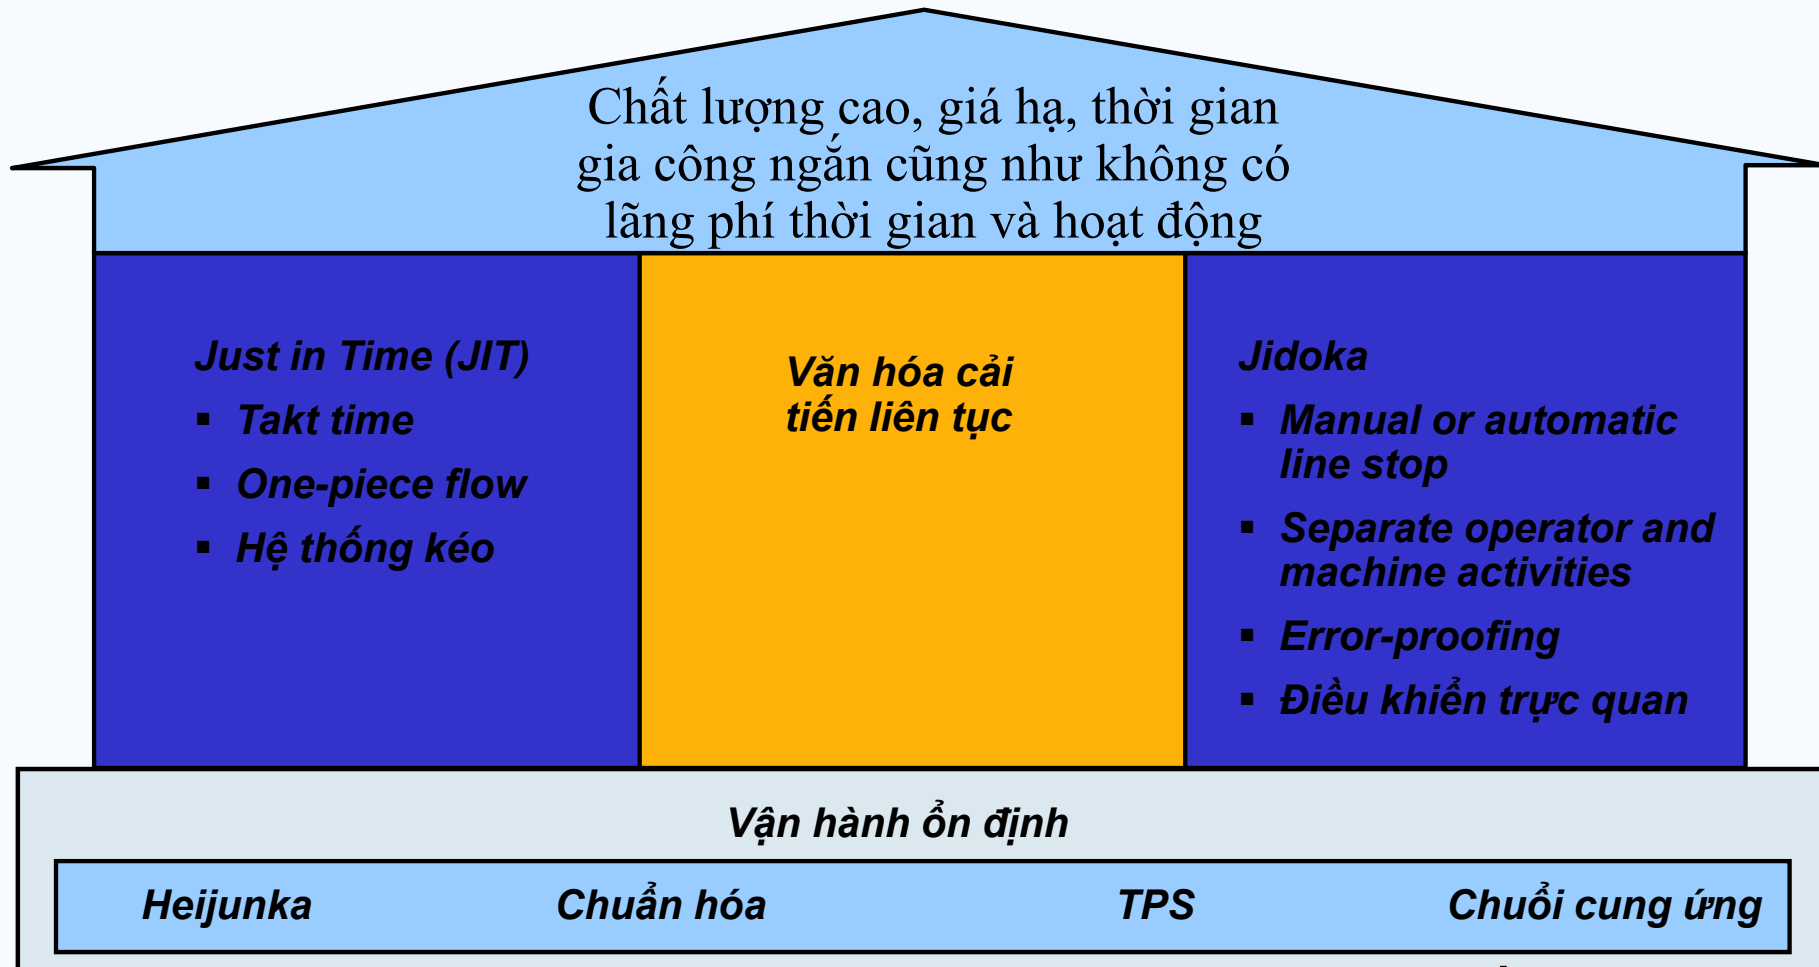 Chất lượng cao, giá hạ, thời gian
gia công ngắn cũng như không có
lãng phí thời gian và hoạt động
Just in Time (JIT)
▪ Takt time
▪ One-piece flow
▪ Hệ thống kéo
Văn hóa cải
tiến liên tục
Jidoka
▪ Manual or automatic
line stop
▪ Separate operator and
machine activities
▪ Error-proofing
▪ Điều khiển trực quan
Vận hành ổn định
Heijunka Chuẩn hóa TPS Chuổi cung ứng